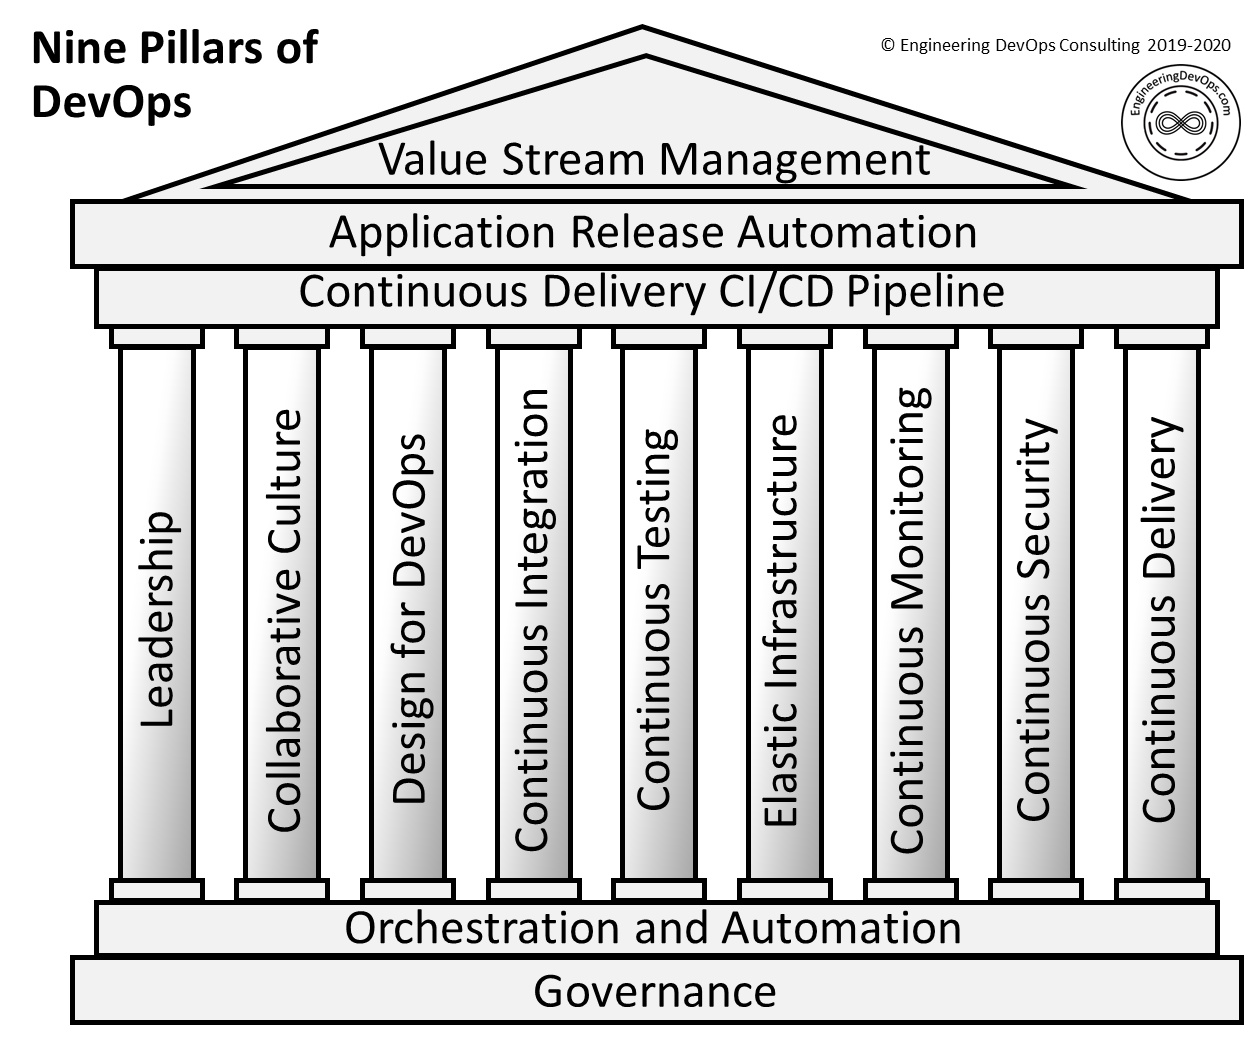 Nine Pillars of
DevOps
© Engineering DevOps Consulting 2019-2020
EngineeringDevOps.com
Value Stream Management
Application Release Automation
Continuous Delivery CI/CD Pipeline
Leadership
Collaborative Culture
Design for DevOps
Continuous Integration
Continuous Testing
Elastic Infrastructure
Continuous Monitoring
Continuous Security
Continuous Delivery
Orchestration and Automation
Governance